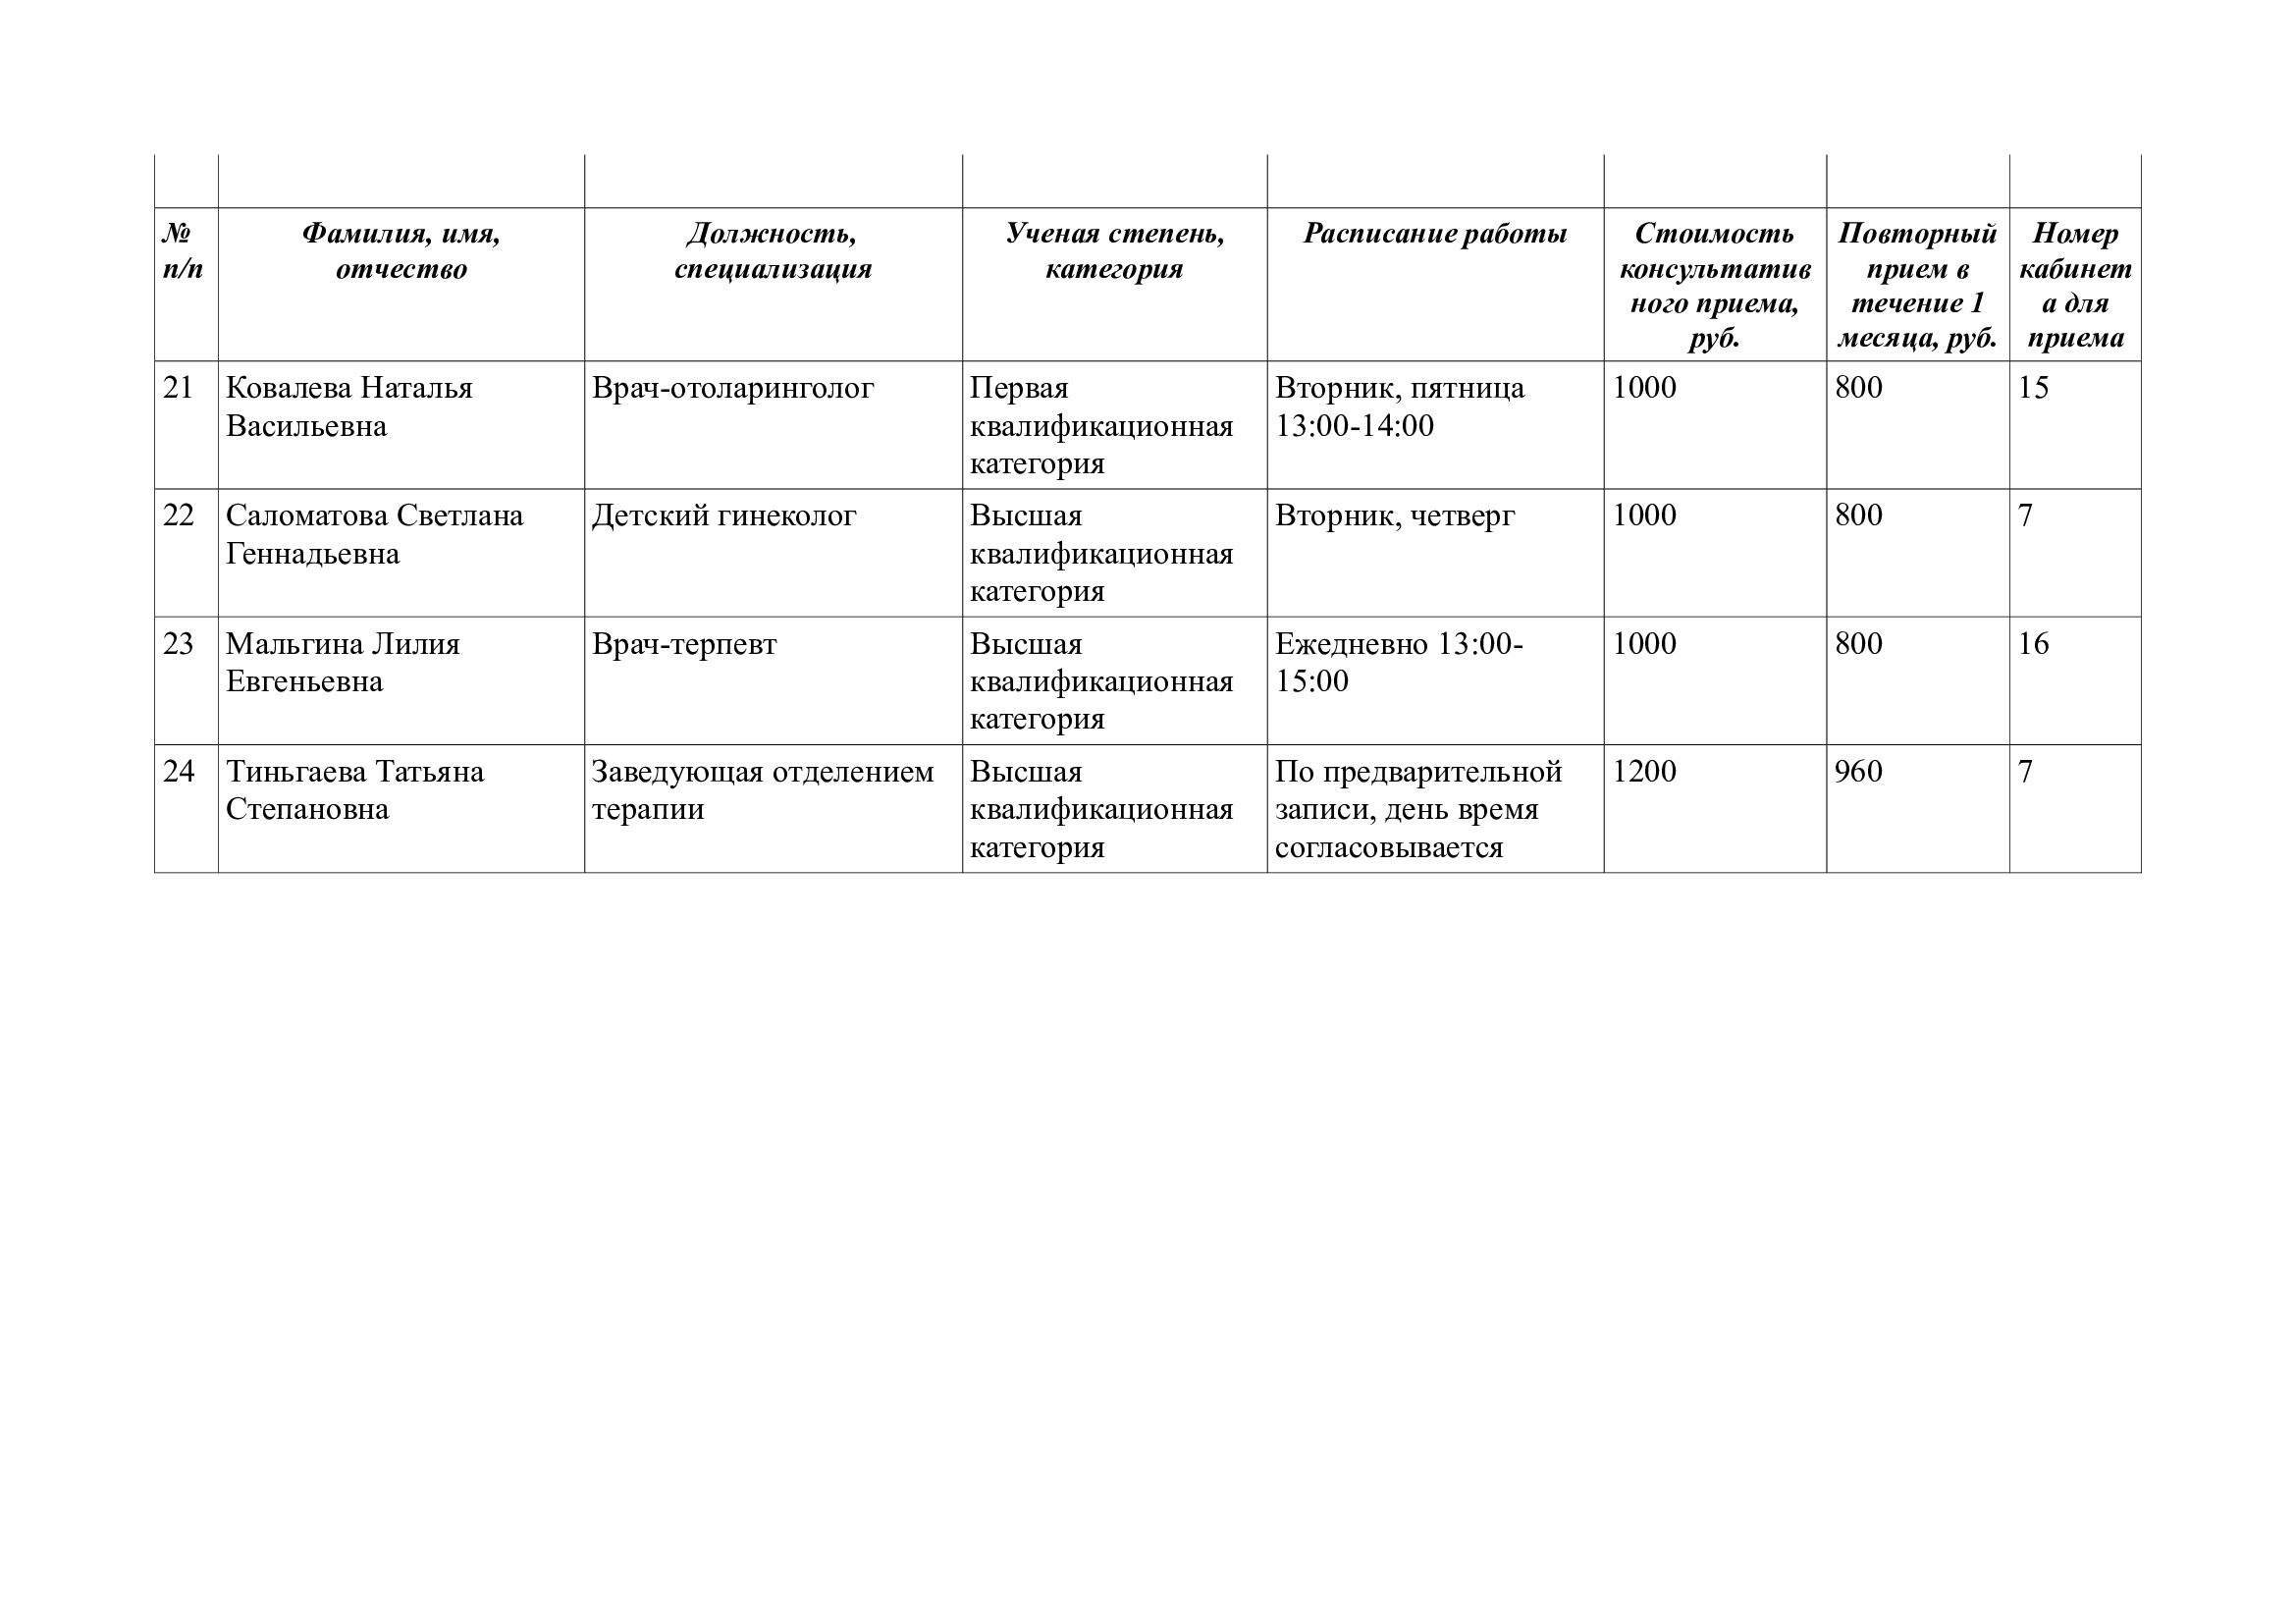 № п/п
Фамилия, имя,
отчество
Должность,
специализация
Ученая степень,
категория
Расписание работы
Стоимость
консультатив
ного приема,
руб.
Повторный
прием в
течение 1
месяца, руб.
Номер
кабинет
а для
приема
21
Ковалева Наталья
Васильевна
Врач-отоларинголог
Первая
квалификационная
категория
Вторник, пятница
13:00-14:00
1000
800
15
22
Саломатова Светлана
Геннадьевна
Детский гинеколог
Высшая
квалификационная
категория
Вторник, четверг
1000
800
7
23
Мальгина Лилия
Евгеньевна
Врач-терпевт
Высшая
квалификационная
категория
Ежедневно 13:00-
15:00
1000
800
16
24
Тиньгаева Татьяна
Степановна
Заведующая отделением
терапии
Высшая
квалификационная
категория
По предварительной
записи, день время
согласовывается
1200
960
7